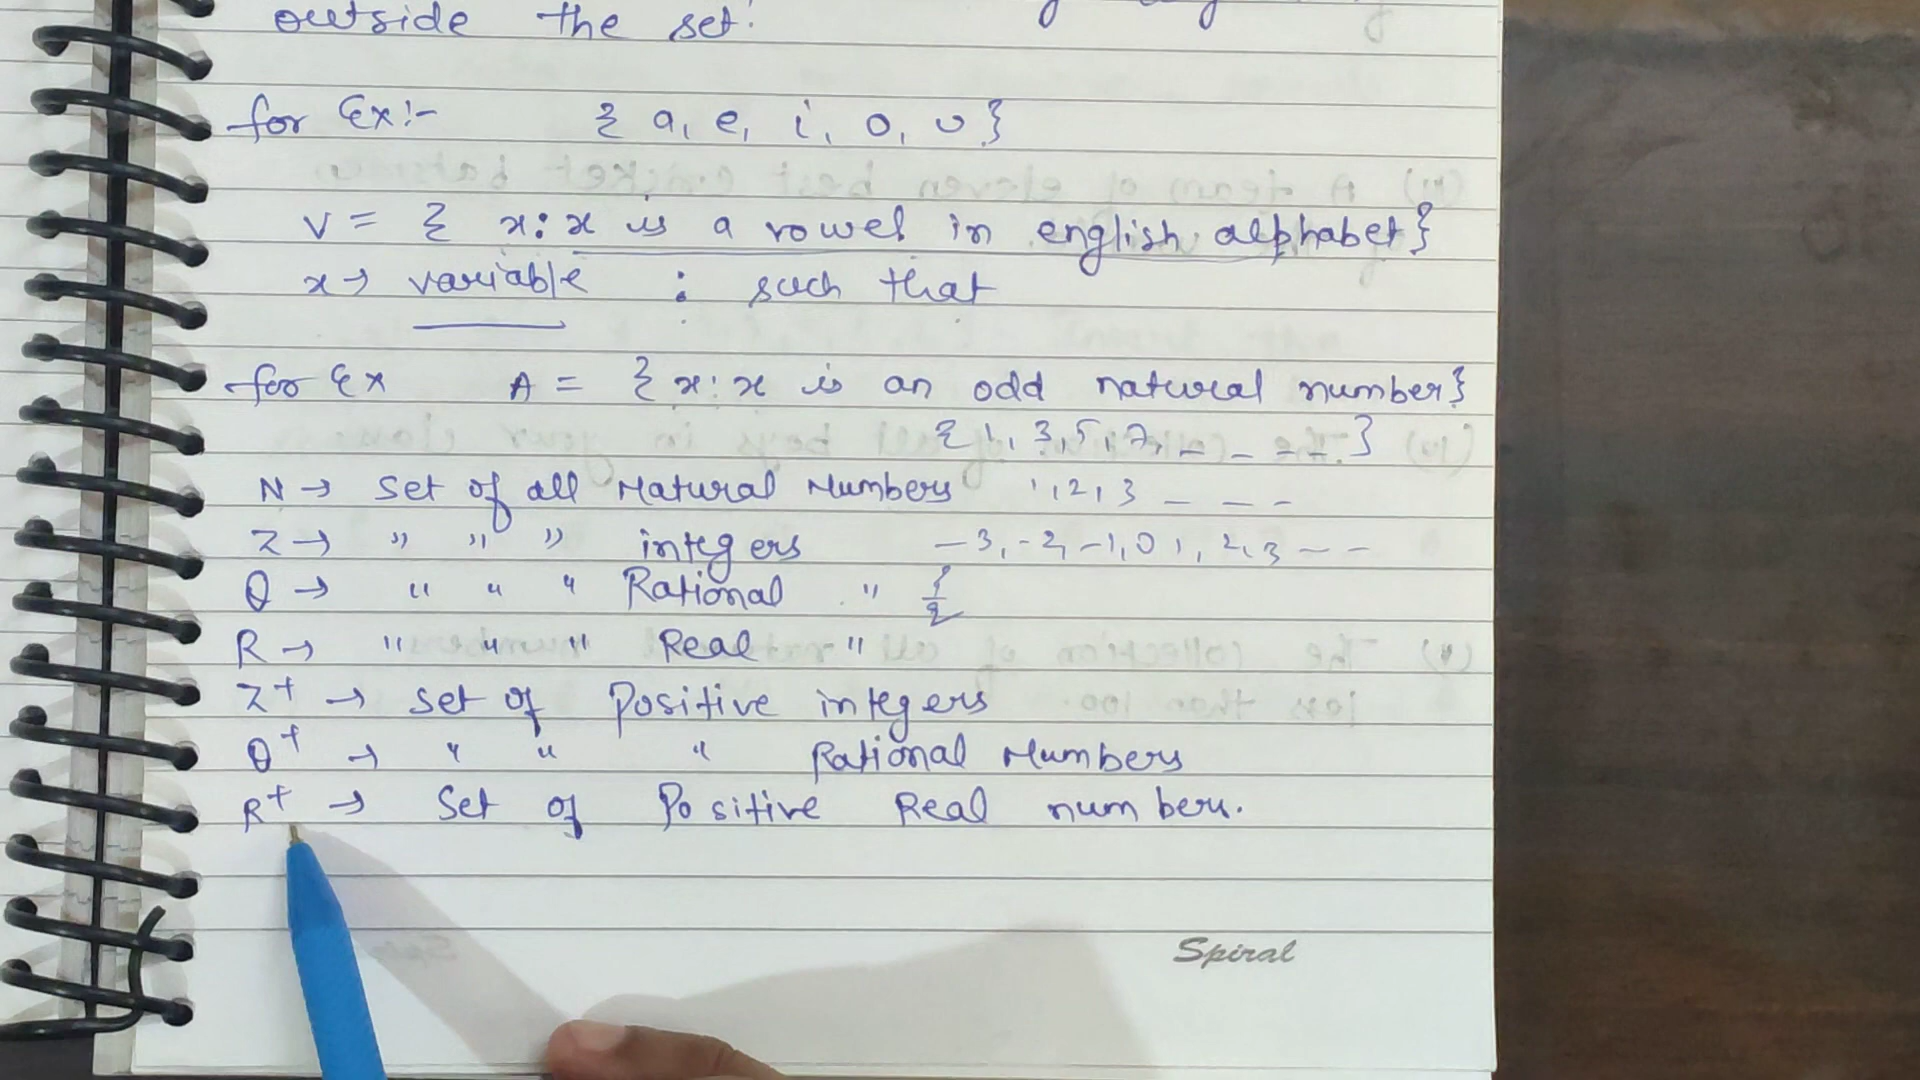 outside the set.
for Ex:- { a, e, i, o, u }
V = { x : x is a vowel in english alphabet }
x → variable : such that
for Ex A = { x : x is an odd natural number }
{ 1, 3, 5, 7, _ _ _ _ }
N → Set of all Natural Numbers 1, 2, 3 _ _ _
Z → " " " integers -3, -2, -1, 0 1, 2, 3 - -
Q → " " " Rational "
R → " " " Real "
Z+ → Set of Positive integers
Q+ → " " " Rational Numbers
R+ → Set of Positive Real numbers.
Spiral